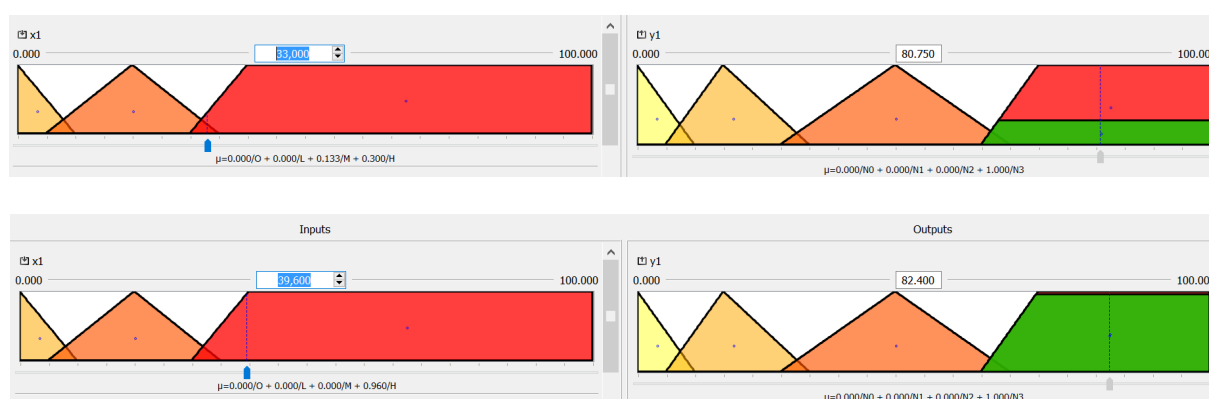 x1
0.000 33,000 100.000
μ=0.000/O + 0.000/L + 0.133/M + 0.300/H
y1
0.000 80.750 100.00
μ=0.000/N0 + 0.000/N1 + 0.000/N2 + 1.000/N3
Inputs
x1
0.000 39,600 100.000
μ=0.000/O + 0.000/L + 0.000/M + 0.960/H
Outputs
y1
0.000 82.400 100.00
μ=0.000/N0 + 0.000/N1 + 0.000/N2 + 1.000/N3